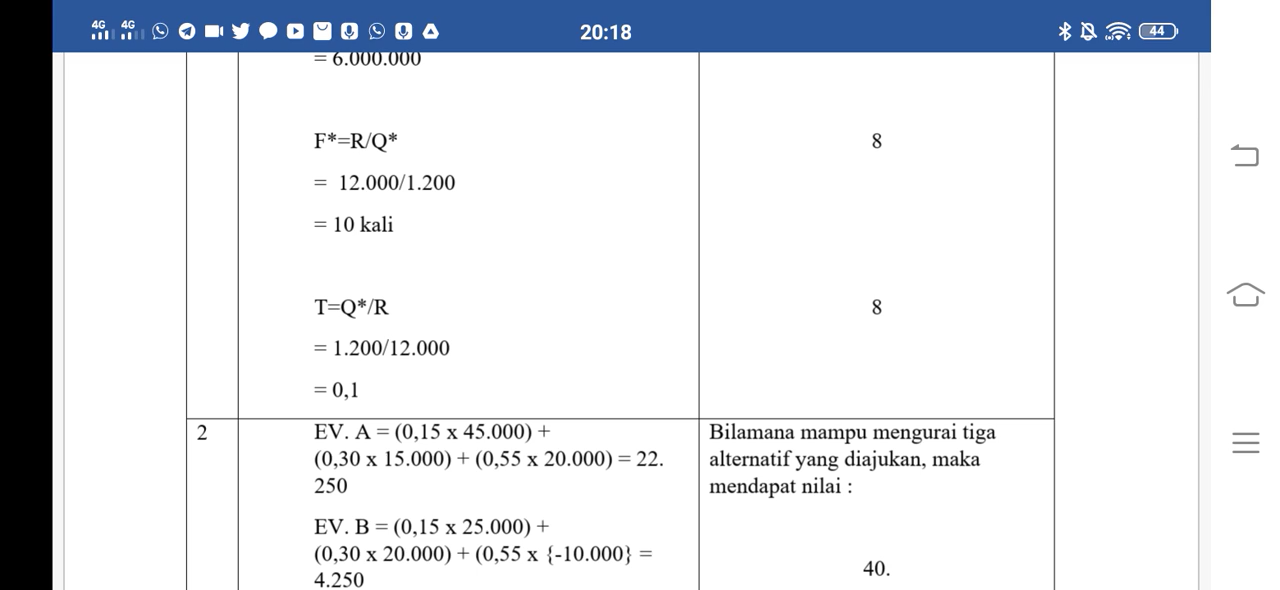 4G 4G 20:18 44
= 6.000.000
F*=R/Q* 8
= 12.000/1.200
= 10 kali
T=Q*/R 8
= 1.200/12.000
= 0,1
2 EV. A = (0,15 x 45.000) + Bilamana mampu mengurai tiga
(0,30 x 15.000) + (0,55 x 20.000) = 22. alternatif yang diajukan, maka
250 mendapat nilai :
EV. B = (0,15 x 25.000) +
(0,30 x 20.000) + (0,55 x {-10.000} =
4.250 40.